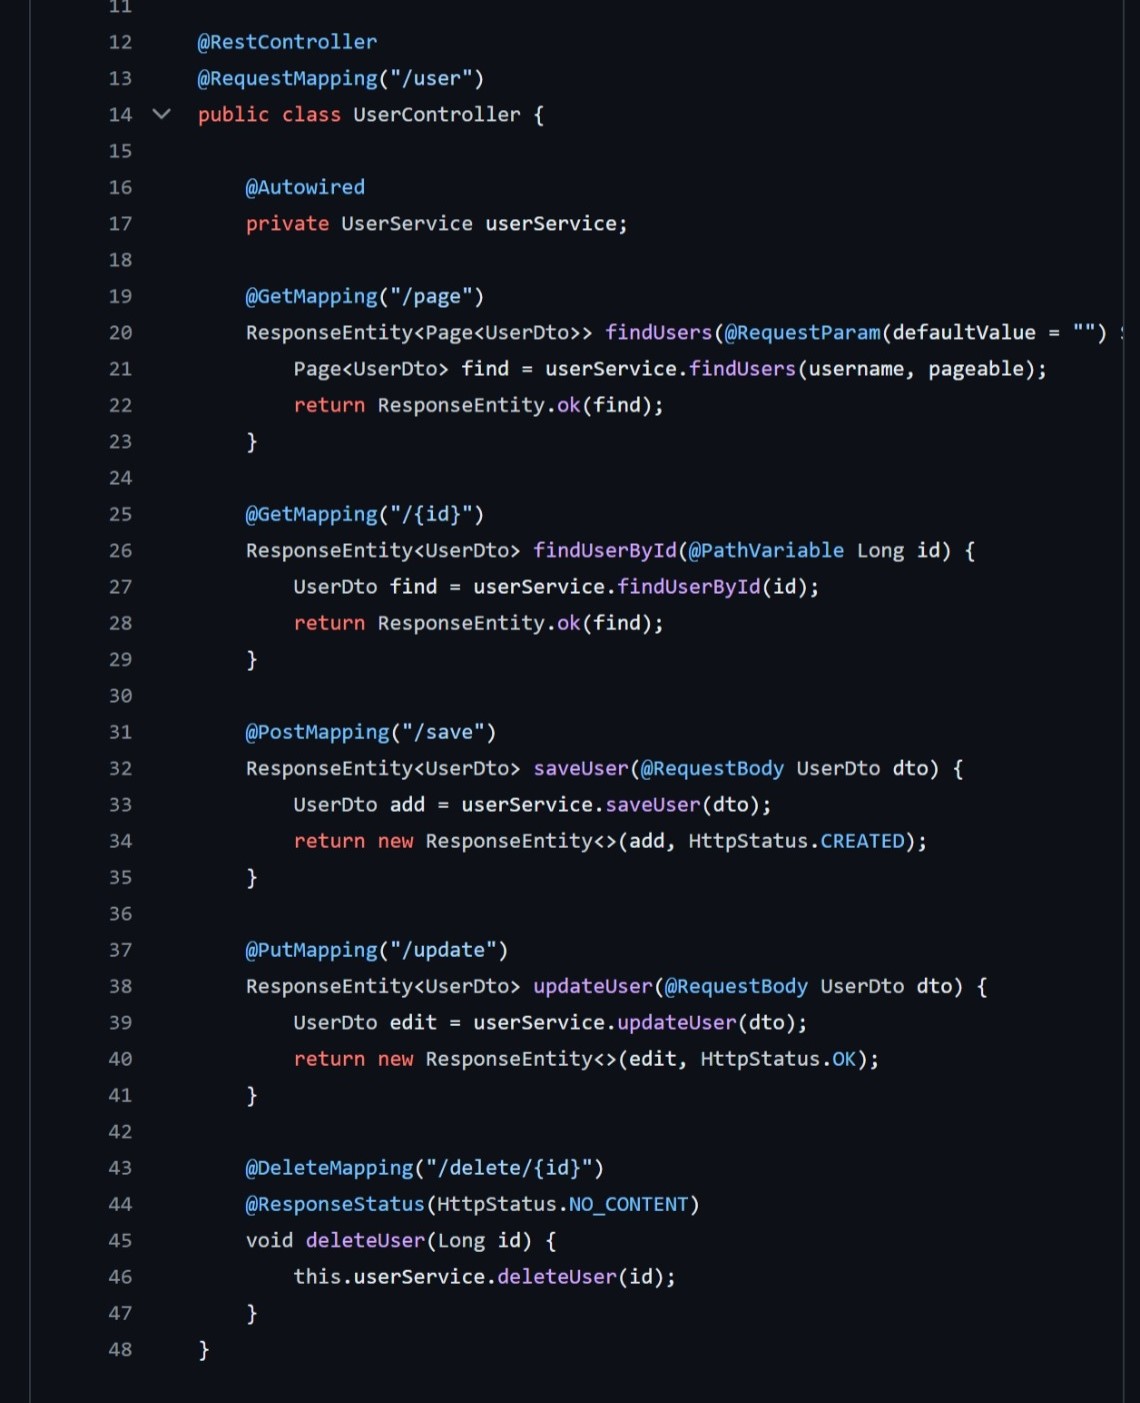 11
12 @RestController
13 @RequestMapping("/user")
14 public class UserController {
15
16     @Autowired
17     private UserService userService;
18
19     @GetMapping("/page")
20     ResponseEntity<Page<UserDto>> findUsers(@RequestParam(defaultValue = "")
21         Page<UserDto> find = userService.findUsers(username, pageable);
22         return ResponseEntity.ok(find);
23     }
24
25     @GetMapping("/{id}")
26     ResponseEntity<UserDto> findUserById(@PathVariable Long id) {
27         UserDto find = userService.findUserById(id);
28         return ResponseEntity.ok(find);
29     }
30
31     @PostMapping("/save")
32     ResponseEntity<UserDto> saveUser(@RequestBody UserDto dto) {
33         UserDto add = userService.saveUser(dto);
34         return new ResponseEntity<>(add, HttpStatus.CREATED);
35     }
36
37     @PutMapping("/update")
38     ResponseEntity<UserDto> updateUser(@RequestBody UserDto dto) {
39         UserDto edit = userService.updateUser(dto);
40         return new ResponseEntity<>(edit, HttpStatus.OK);
41     }
42
43     @DeleteMapping("/delete/{id}")
44     @ResponseStatus(HttpStatus.NO_CONTENT)
45     void deleteUser(Long id) {
46         this.userService.deleteUser(id);
47     }
48 }